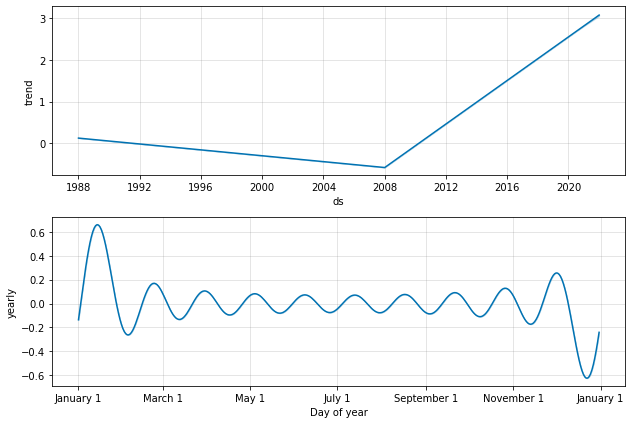 3
2
1
0
trend
1988 1992 1996 2000 2004 2008 2012 2016 2020
ds
0.6
0.4
0.2
0.0
−0.2
−0.4
−0.6
yearly
January 1 March 1 May 1 July 1 September 1 November 1 January 1
Day of year